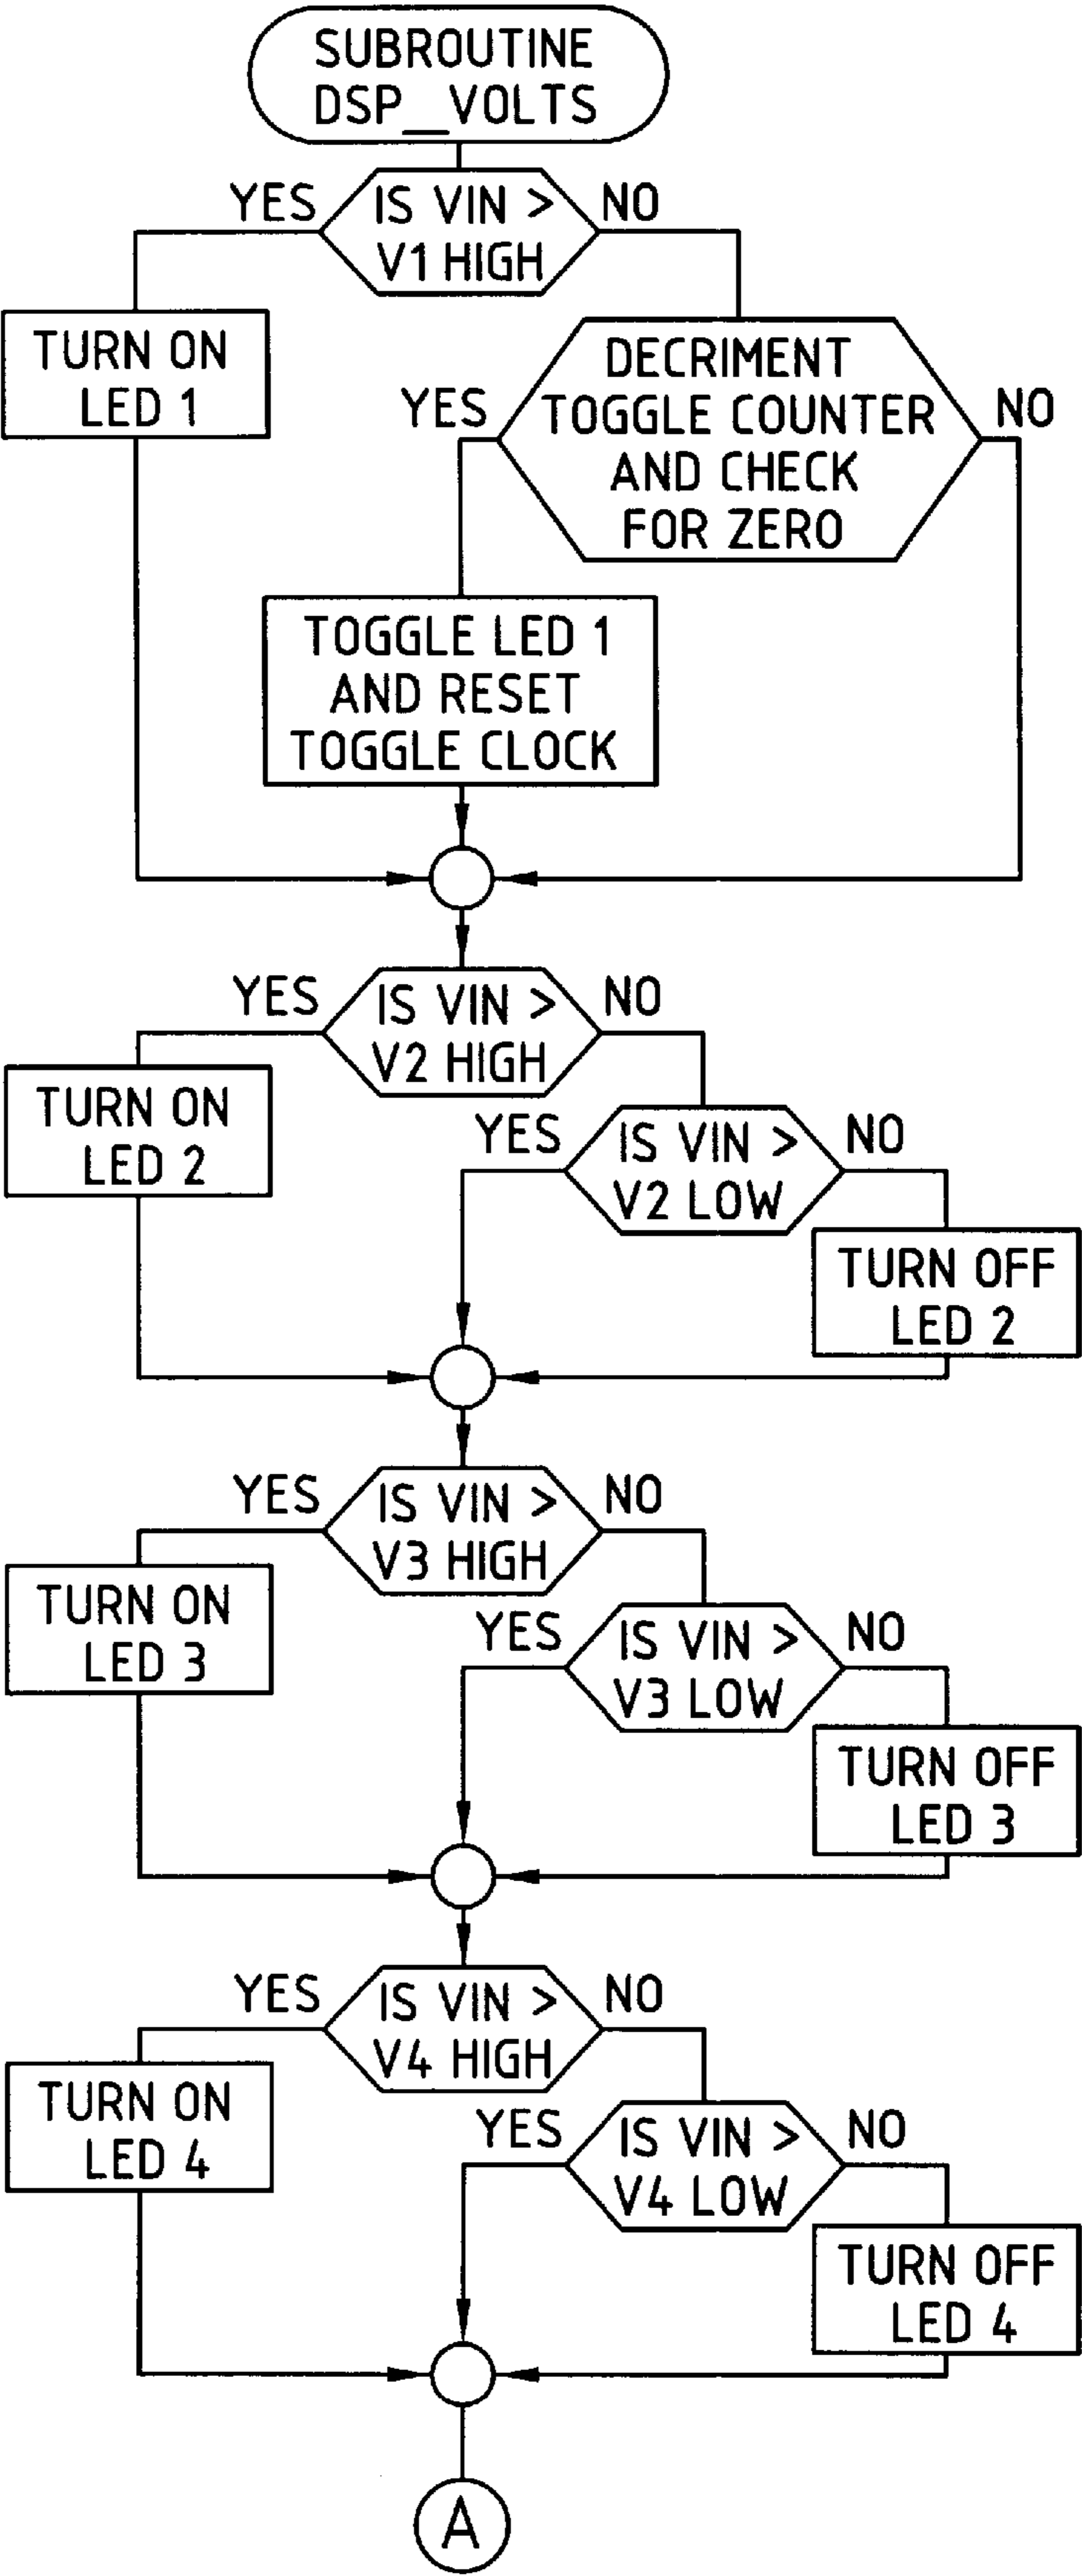 SUBROUTINE
DSP__VOLTS
YES
IS VIN >
V1 HIGH
NO
TURN ON
LED 1
YES
DECRIMENT
TOGGLE COUNTER
AND CHECK
FOR ZERO
NO
TOGGLE LED 1
AND RESET
TOGGLE CLOCK
YES
IS VIN >
V2 HIGH
NO
TURN ON
LED 2
YES
IS VIN >
V2 LOW
NO
TURN OFF
LED 2
YES
IS VIN >
V3 HIGH
NO
TURN ON
LED 3
YES
IS VIN >
V3 LOW
NO
TURN OFF
LED 3
YES
IS VIN >
V4 HIGH
NO
TURN ON
LED 4
YES
IS VIN >
V4 LOW
NO
TURN OFF
LED 4
A